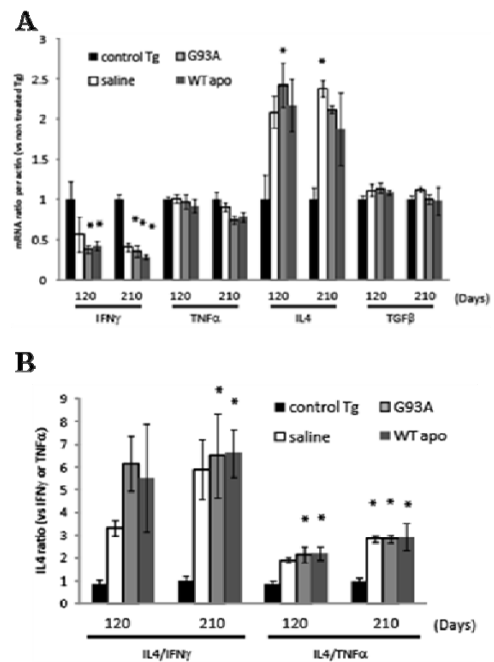 A
mRNA ratio per actin (vs non treated Tg)
3
2.5
2
1.5
1
0.5
0
control Tg G93A
saline WT apo
* *
* * * * *
120 210 120 210 120 210 120 210 (Days)
IFNγ TNFα IL4 TGFβ
B
IL4 ratio (vs IFNγ or TNFα)
9
8
7
6
5
4
3
2
1
0
control Tg G93A
saline WT apo
* *
* * * * *
120 210 120 210 (Days)
IL4/IFNγ IL4/TNFα